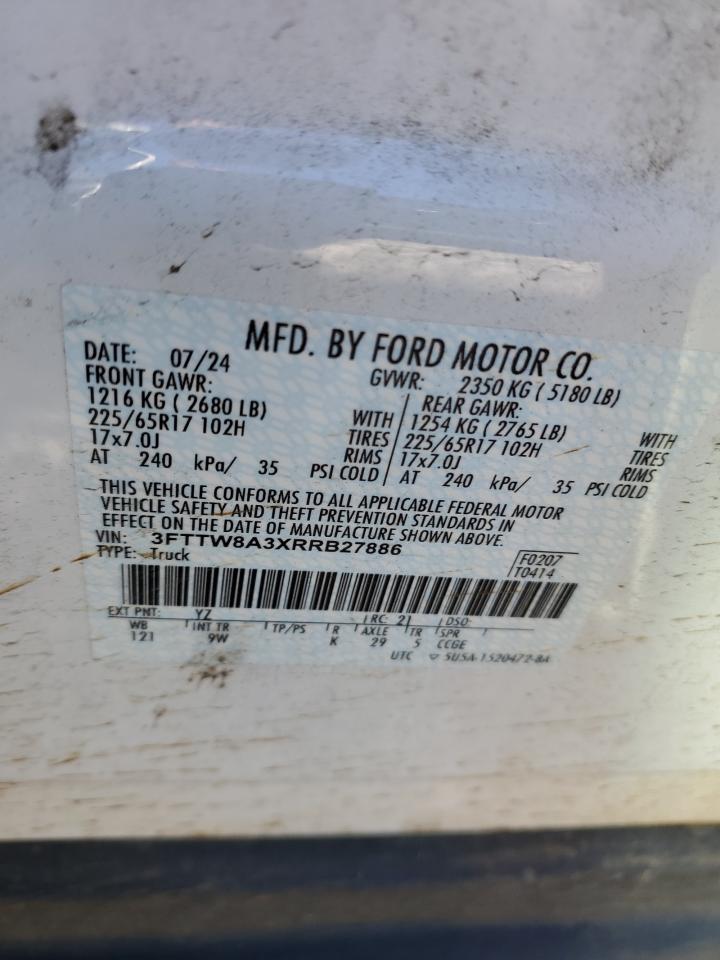 MFD. BY FORD MOTOR CO.
DATE: 07/24
GVWR: 2350 KG ( 5180 LB)
FRONT GAWR:
1216 KG ( 2680 LB)
225/65R17 102H WITH TIRES
17x7.0J RIMS
AT 240 kPa/ 35 PSI COLD
REAR GAWR:
1254 KG ( 2765 LB)
225/65R17 102H WITH TIRES
17x7.0J RIMS
AT 240 kPa/ 35 PSI COLD
THIS VEHICLE CONFORMS TO ALL APPLICABLE FEDERAL MOTOR
VEHICLE SAFETY AND THEFT PREVENTION STANDARDS IN
EFFECT ON THE DATE OF MANUFACTURE SHOWN ABOVE.
VIN: 3FTTW8A3XRRB27886
TYPE: Truck
F0207
T0414
EXT PNT: YZ RC: 21 DSO:
WB INT TR TP/PS R AXLE TR SPR
121 9W K 29 5 CCGE
UTC ▽ 5U5A-1520472-8A